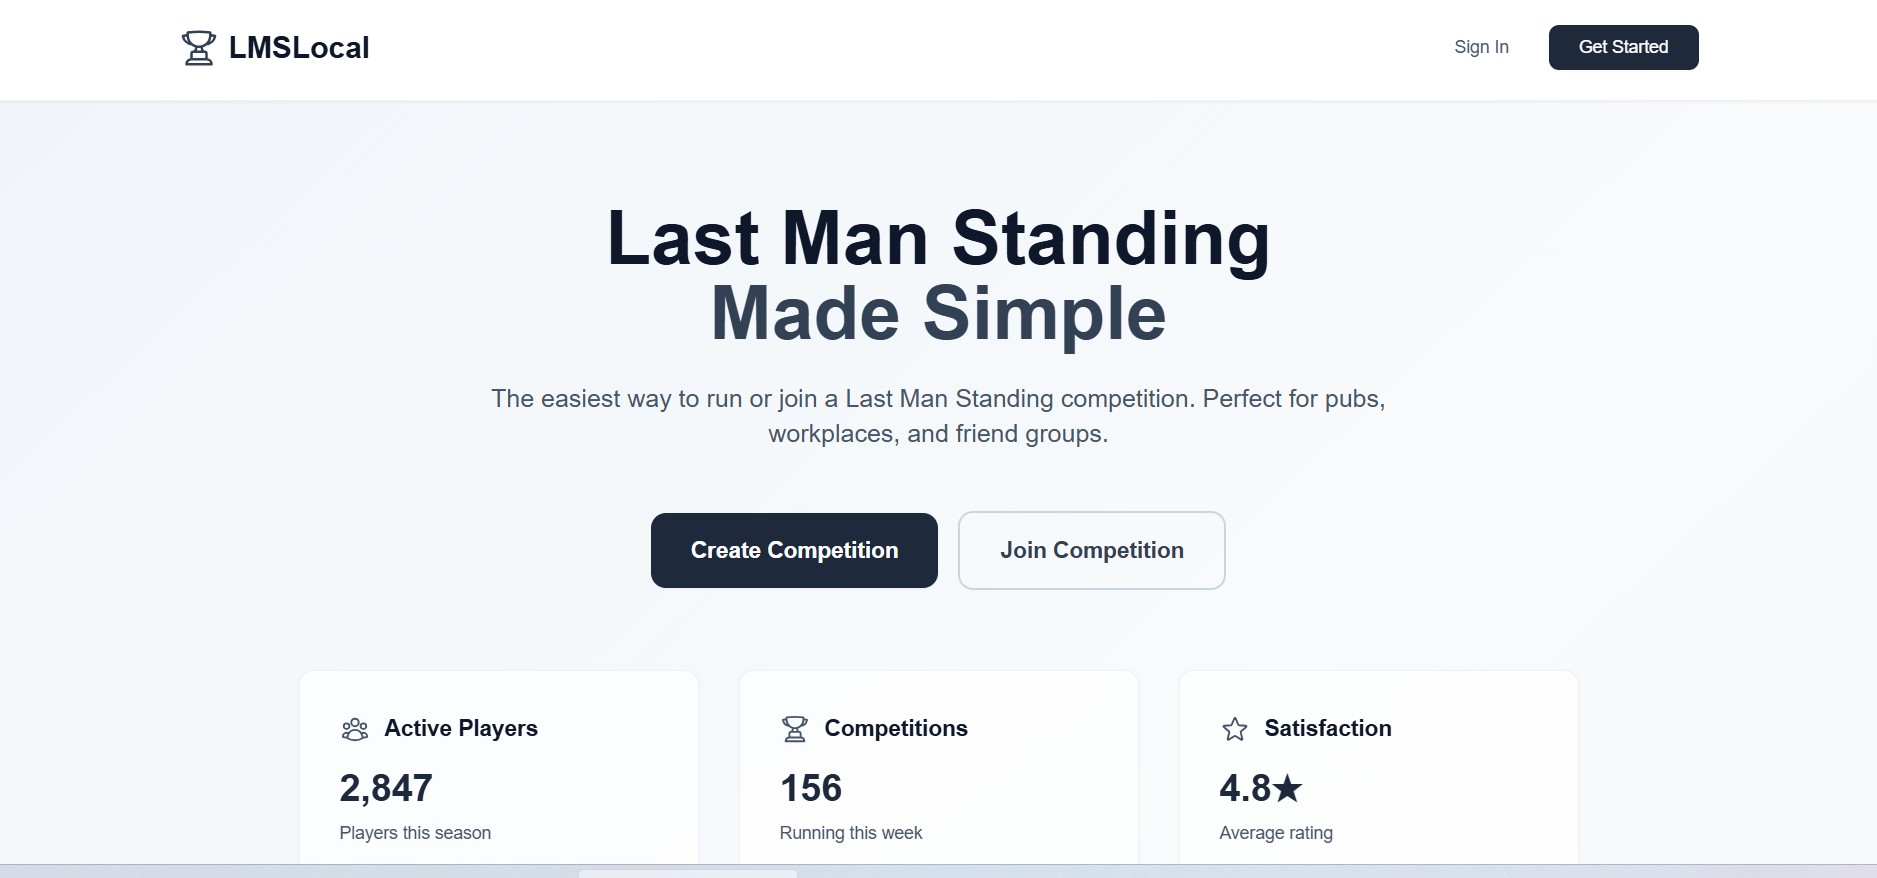 LMSLocal
Sign In
Get Started
Last Man Standing
Made Simple
The easiest way to run or join a Last Man Standing competition. Perfect for pubs,
workplaces, and friend groups.
Create Competition
Join Competition
Active Players
2,847
Players this season
Competitions
156
Running this week
Satisfaction
4.8★
Average rating